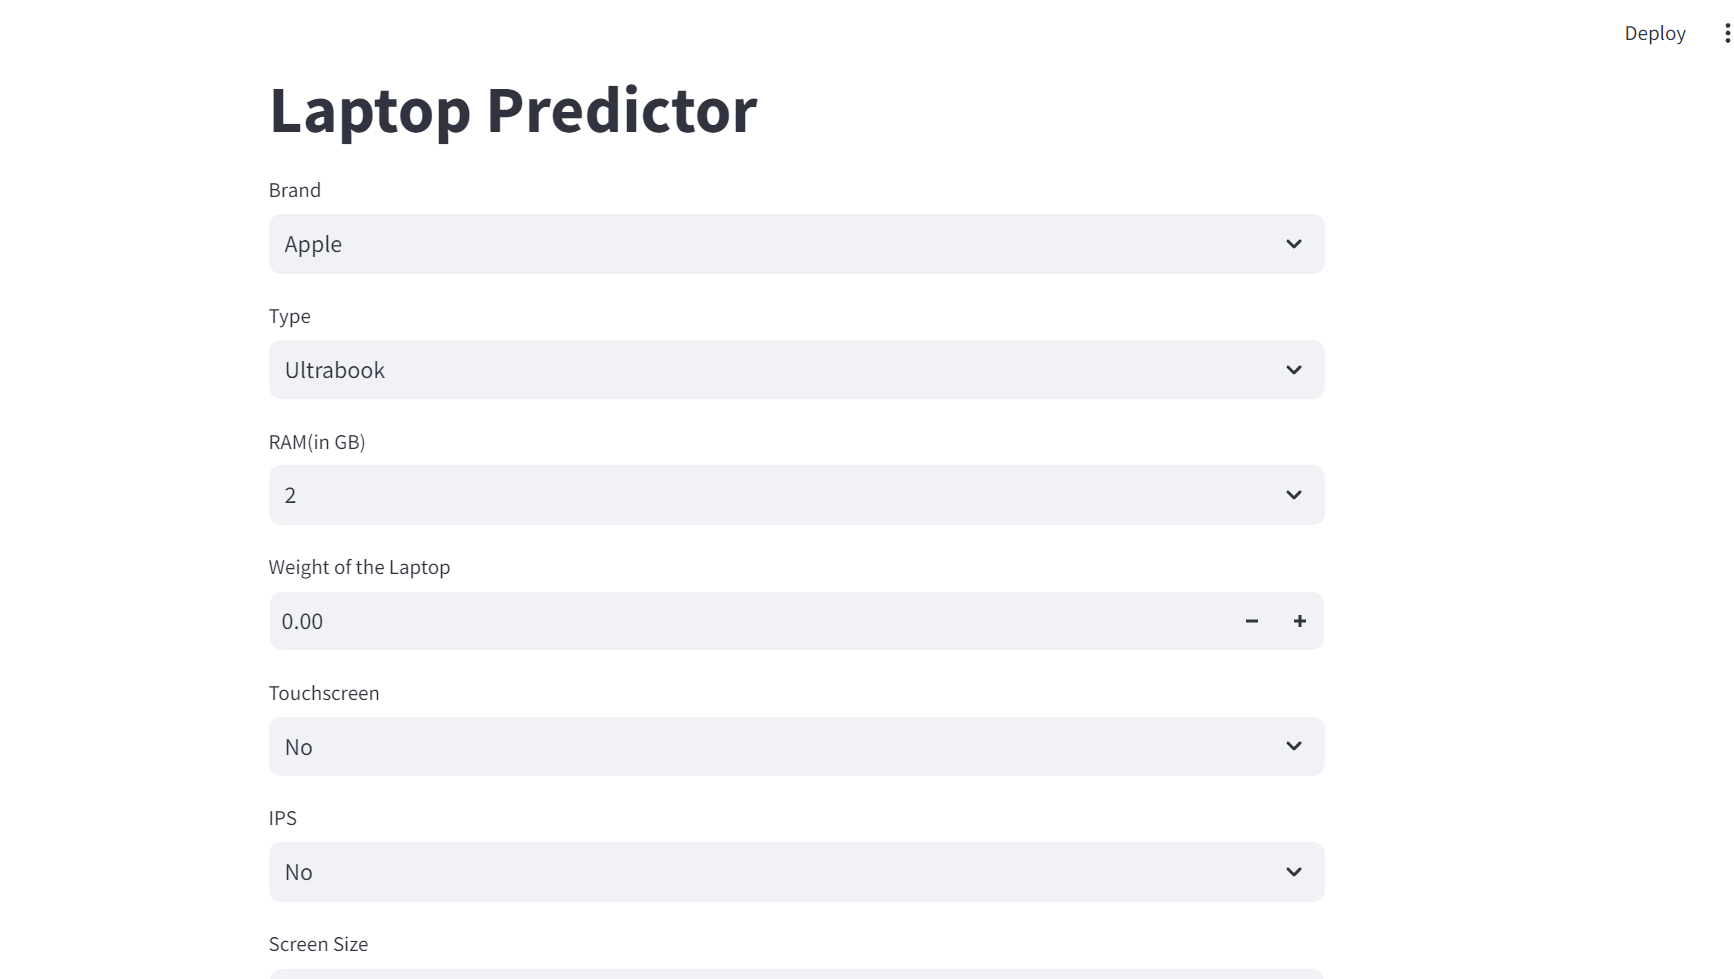 Deploy
Laptop Predictor
Brand
Apple
Type
Ultrabook
RAM(in GB)
2
Weight of the Laptop
0.00
Touchscreen
No
IPS
No
Screen Size